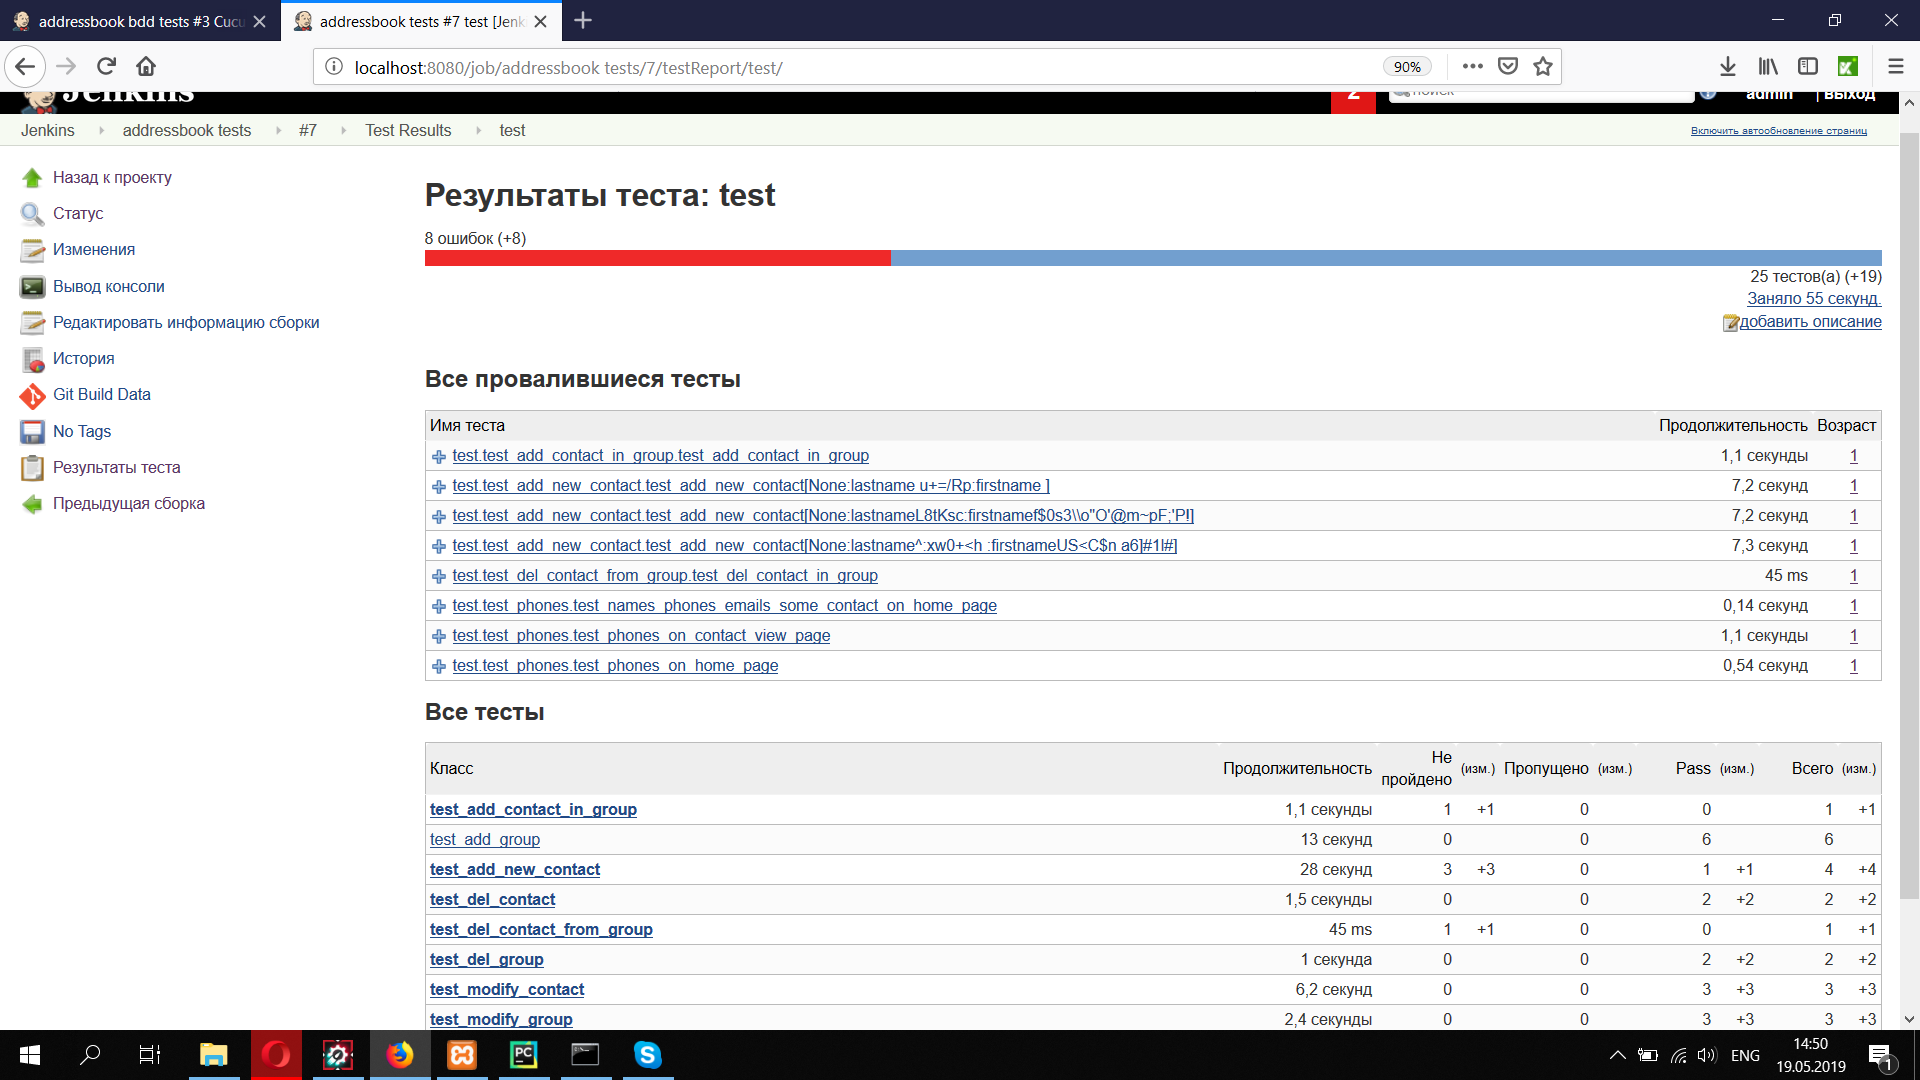 addressbook bdd tests #3 Cucu
addressbook tests #7 test [Jenk
localhost:8080/job/addressbook tests/7/testReport/test/
90%
Jenkins
2
поиск
admin
| выход
Jenkins
addressbook tests
#7
Test Results
test
Включить автообновление страниц
Назад к проекту
Статус
Изменения
Вывод консоли
Редактировать информацию сборки
История
Git Build Data
No Tags
Результаты теста
Предыдущая сборка
Результаты теста: test
8 ошибок (+8)
25 тестов(а) (+19)
Заняло 55 секунд.
добавить описание
Все провалившиеся тесты
Имя теста Продолжительность Возраст
test.test_add_contact_in_group.test_add_contact_in_group 1,1 секунды 1
test.test_add_new_contact.test_add_new_contact[None:lastname u+=/Rp:firstname ] 7,2 секунд 1
test.test_add_new_contact.test_add_new_contact[None:lastnameL8tKsc:firstnamef$0s3\\o"O'@m~pF;'P!] 7,2 секунд 1
test.test_add_new_contact.test_add_new_contact[None:lastname^:xw0+<h :firstnameUS<C$n a6]#1l#] 7,3 секунд 1
test.test_del_contact_from_group.test_del_contact_in_group 45 ms 1
test.test_phones.test_names_phones_emails_some_contact_on_home_page 0,14 секунд 1
test.test_phones.test_phones_on_contact_view_page 1,1 секунды 1
test.test_phones.test_phones_on_home_page 0,54 секунд 1
Все тесты
Класс Продолжительность Не пройдено (изм.) Пропущено (изм.) Pass (изм.) Всего (изм.)
test_add_contact_in_group 1,1 секунды 1 +1 0 0 1 +1
test_add_group 13 секунд 0 0 6 6
test_add_new_contact 28 секунд 3 +3 0 1 +1 4 +4
test_del_contact 1,5 секунды 0 0 2 +2 2 +2
test_del_contact_from_group 45 ms 1 +1 0 0 1 +1
test_del_group 1 секунда 0 0 2 +2 2 +2
test_modify_contact 6,2 секунд 0 0 3 +3 3 +3
test_modify_group 2,4 секунды 0 0 3 +3 3 +3
ENG
14:50
19.05.2019
1